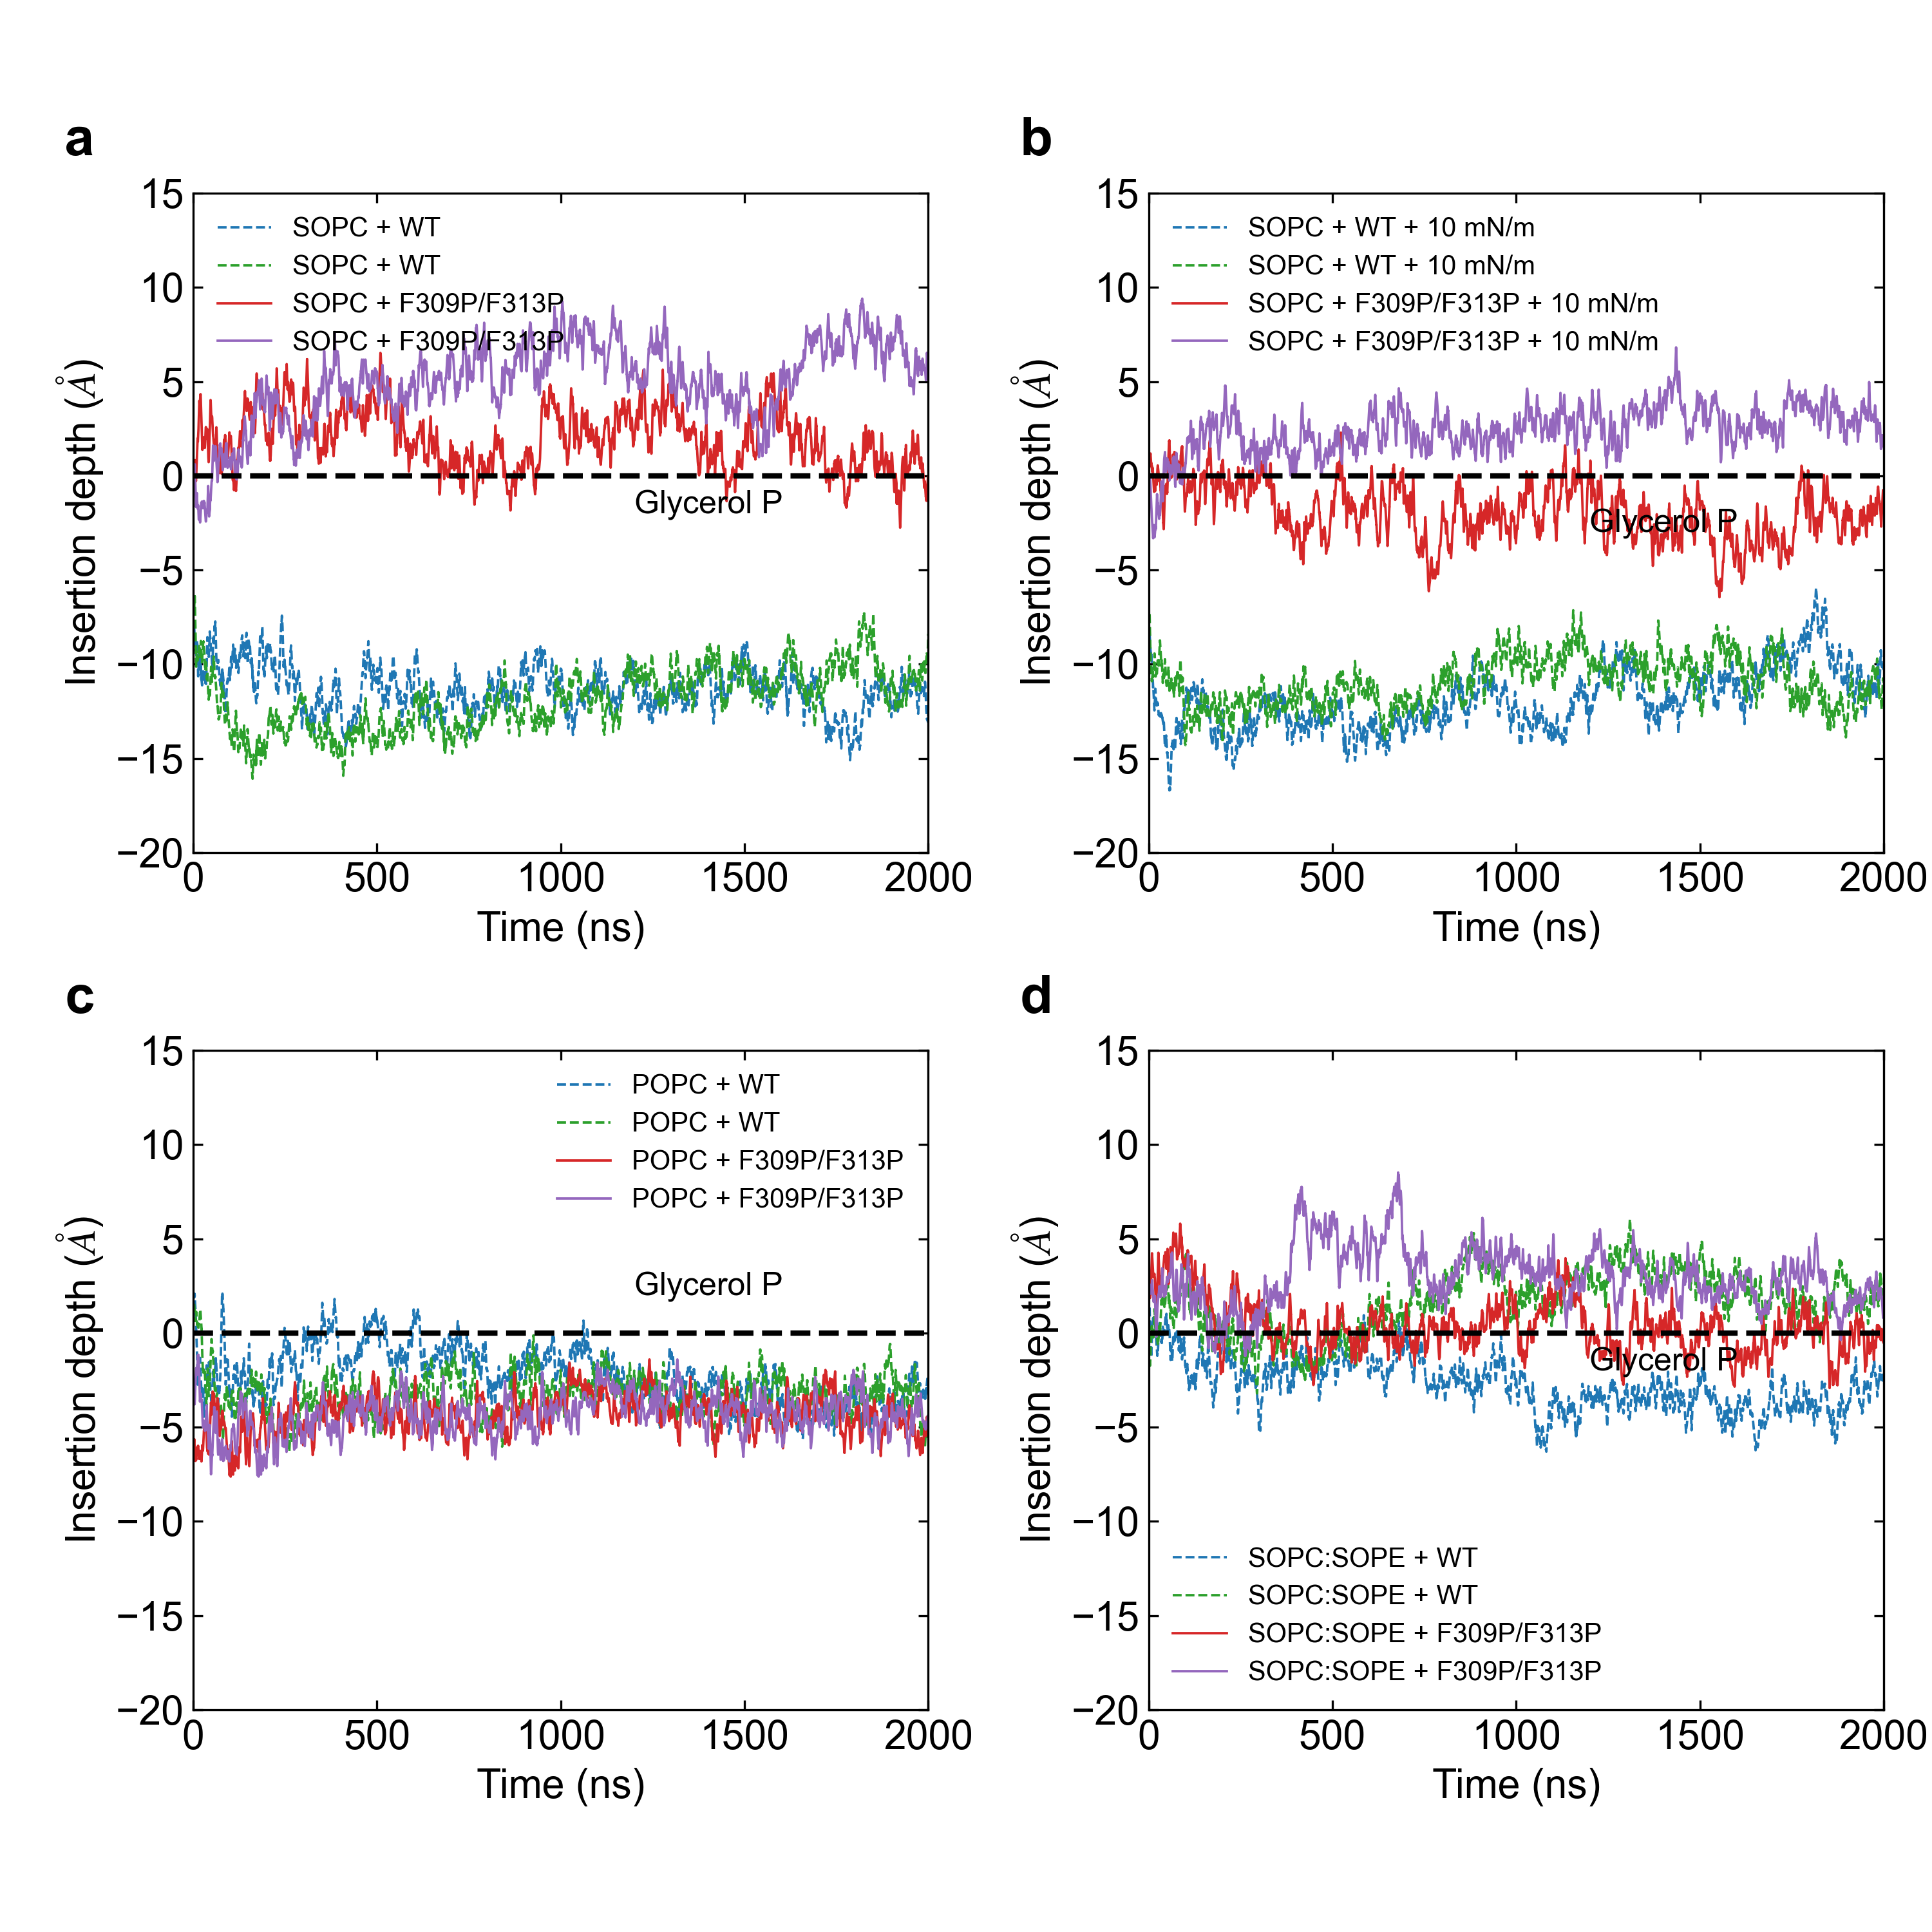 a
15
10
5
0
−5
−10
−15
−20
Insertion depth (Å)
SOPC + WT
SOPC + WT
SOPC + F309P/F313P
SOPC + F309P/F313P
Glycerol P
0 500 1000 1500 2000
Time (ns)
b
15
10
5
0
−5
−10
−15
−20
Insertion depth (Å)
SOPC + WT + 10 mN/m
SOPC + WT + 10 mN/m
SOPC + F309P/F313P + 10 mN/m
SOPC + F309P/F313P + 10 mN/m
Glycerol P
0 500 1000 1500 2000
Time (ns)
c
15
10
5
0
−5
−10
−15
−20
Insertion depth (Å)
POPC + WT
POPC + WT
POPC + F309P/F313P
POPC + F309P/F313P
Glycerol P
0 500 1000 1500 2000
Time (ns)
d
15
10
5
0
−5
−10
−15
−20
Insertion depth (Å)
Glycerol P
SOPC:SOPE + WT
SOPC:SOPE + WT
SOPC:SOPE + F309P/F313P
SOPC:SOPE + F309P/F313P
0 500 1000 1500 2000
Time (ns)